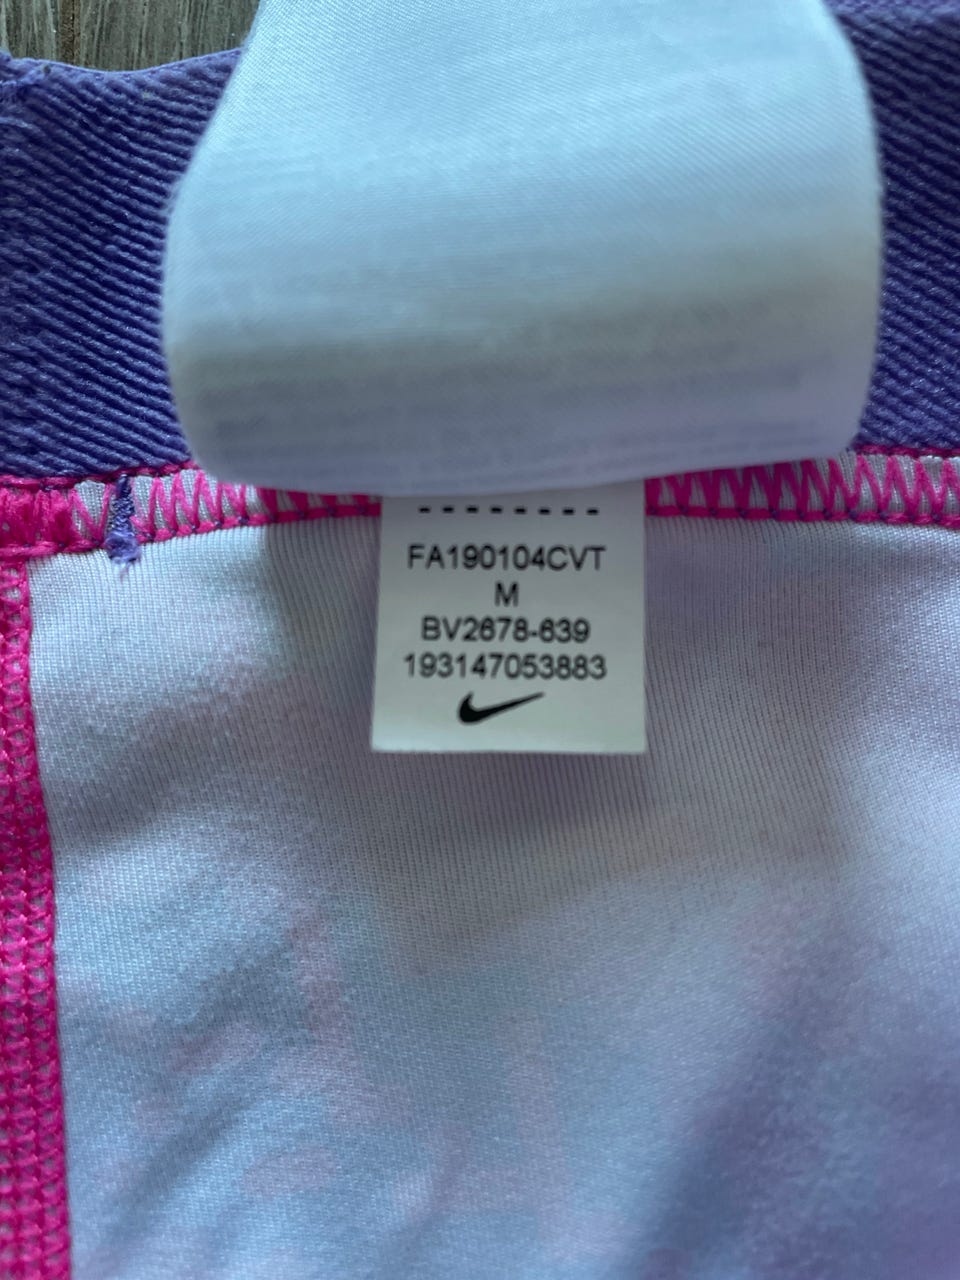 ---------
FA190104CVT
M
BV2678-639
193147053883